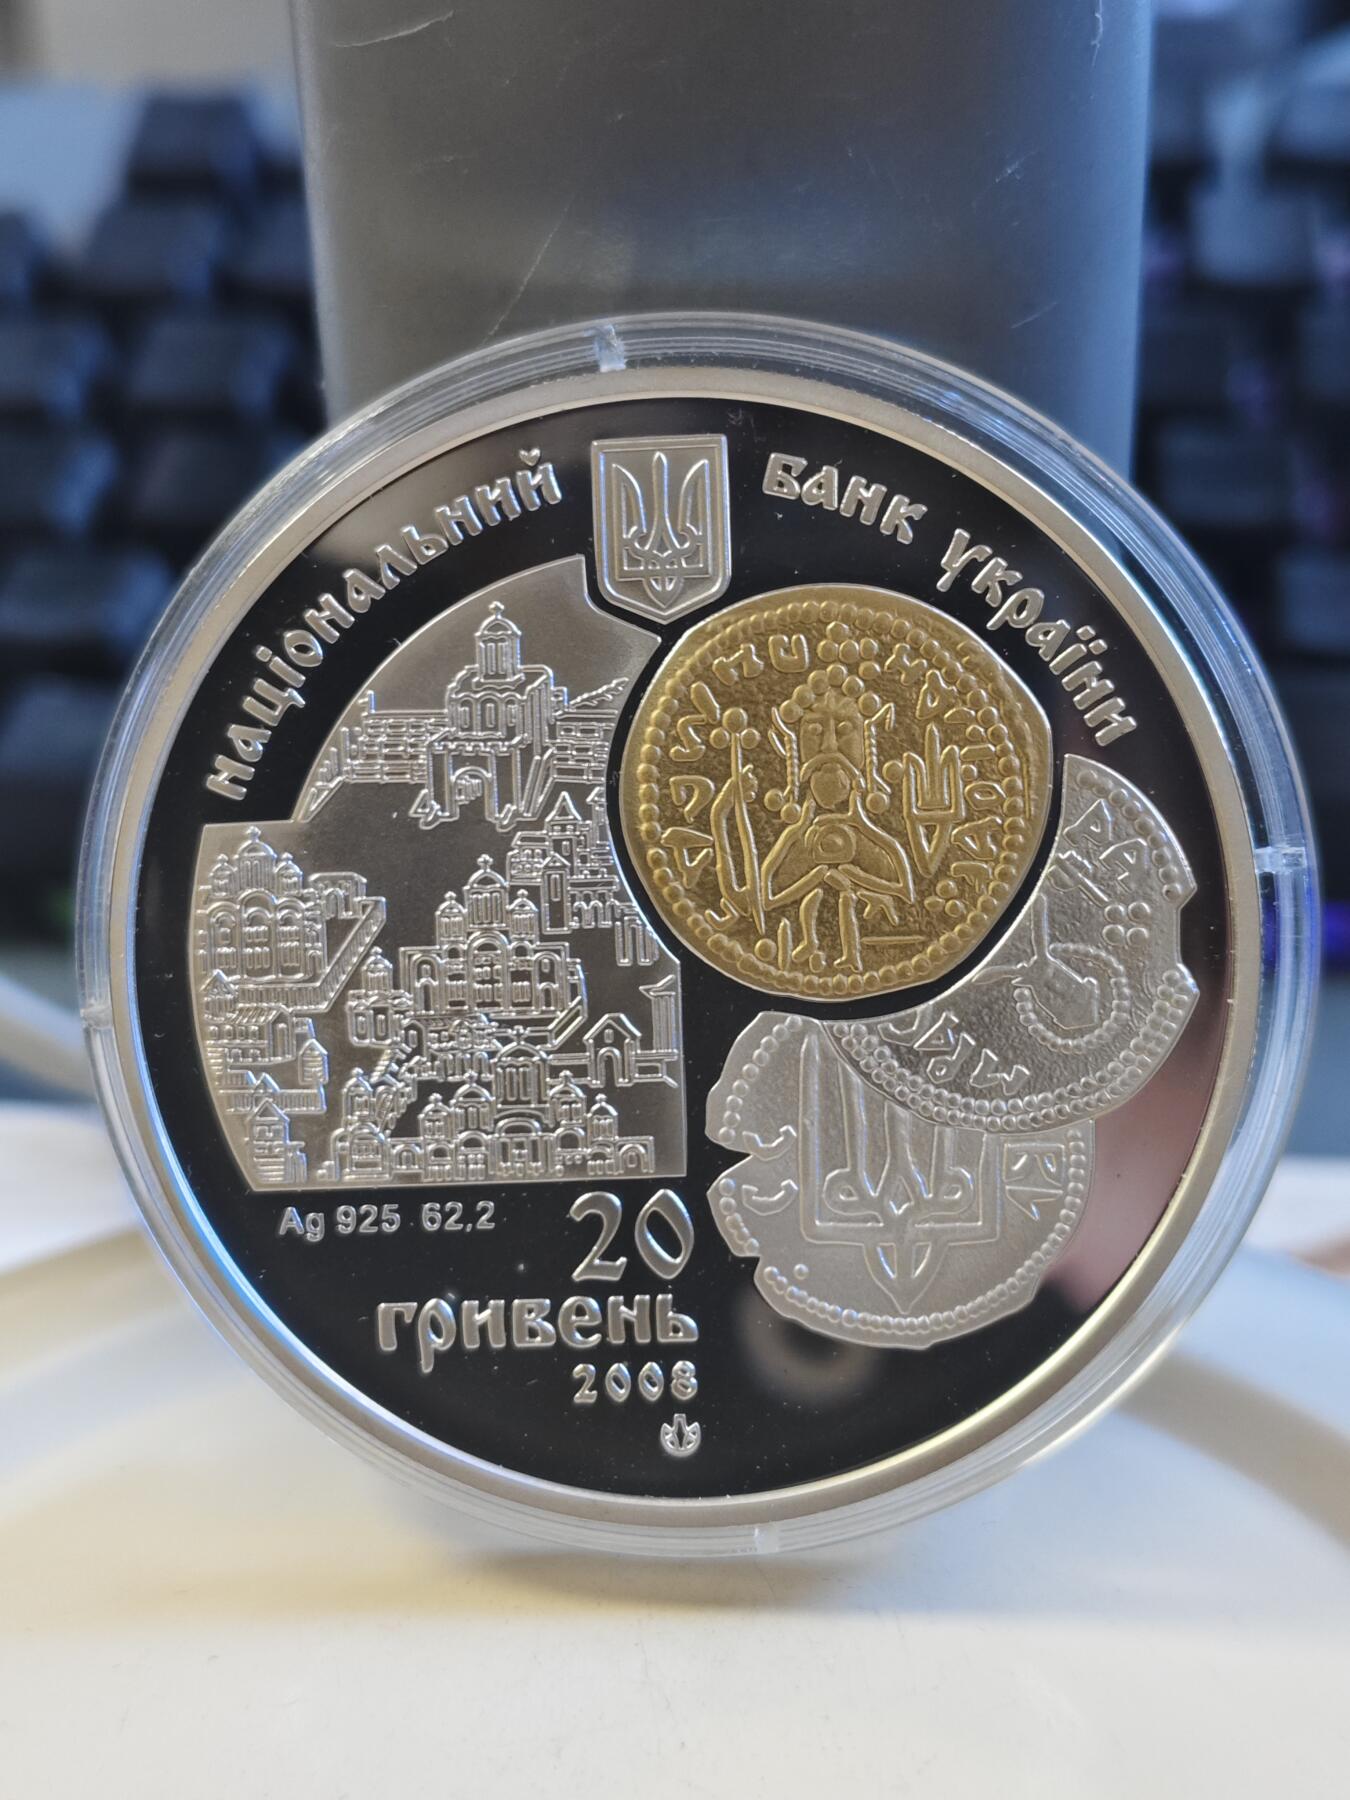 національний банк україни
Ag 925 62,2
20
гривень
2008